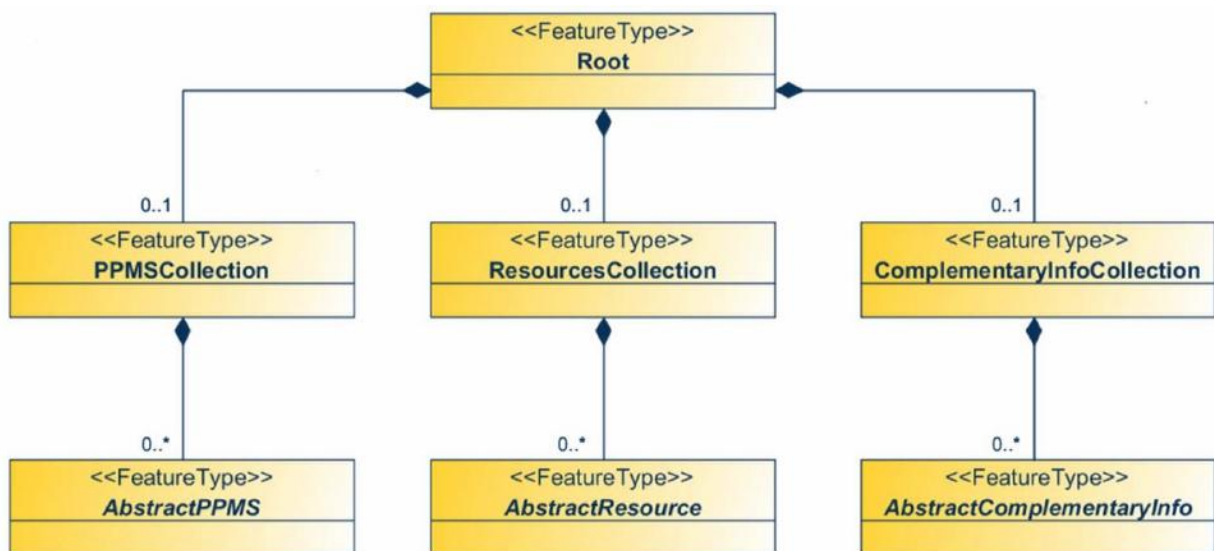 <<FeatureType>>
Root
0..1
0..1
0..1
<<FeatureType>>
PPMSCollection
<<FeatureType>>
ResourcesCollection
<<FeatureType>>
ComplementaryInfoCollection
0..*
0..*
0..*
<<FeatureType>>
AbstractPPMS
<<FeatureType>>
AbstractResource
<<FeatureType>>
AbstractComplementaryInfo